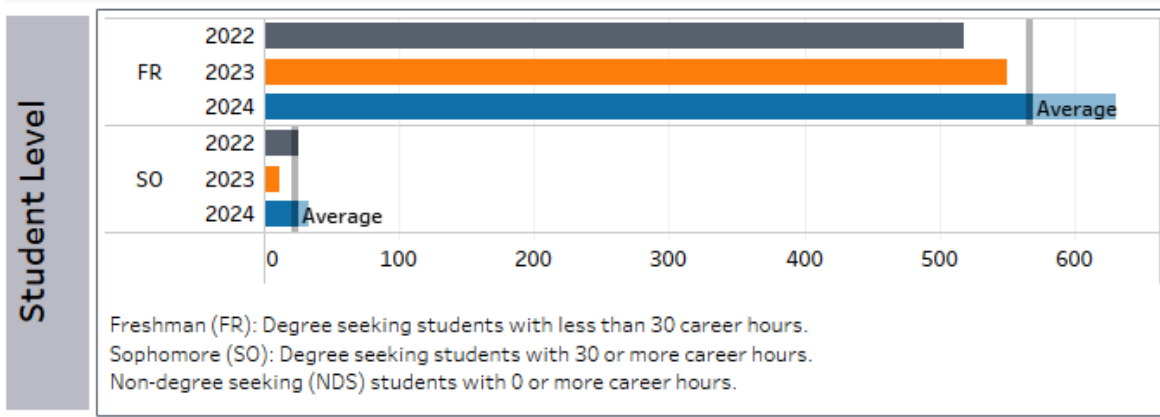 Student Level
FR
2022
2023
2024
Average
SO
2022
2023
2024
Average
0 100 200 300 400 500 600
Freshman (FR): Degree seeking students with less than 30 career hours.
Sophomore (SO): Degree seeking students with 30 or more career hours.
Non-degree seeking (NDS) students with 0 or more career hours.